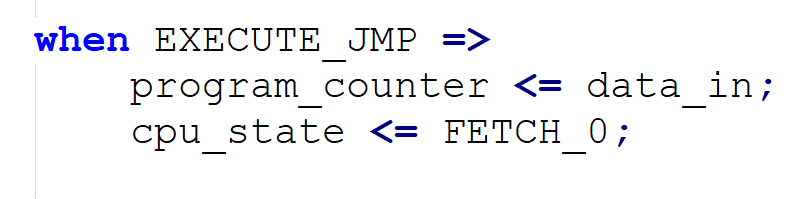 when EXECUTE_JMP =>
    program_counter <= data_in;
    cpu_state <= FETCH_0;